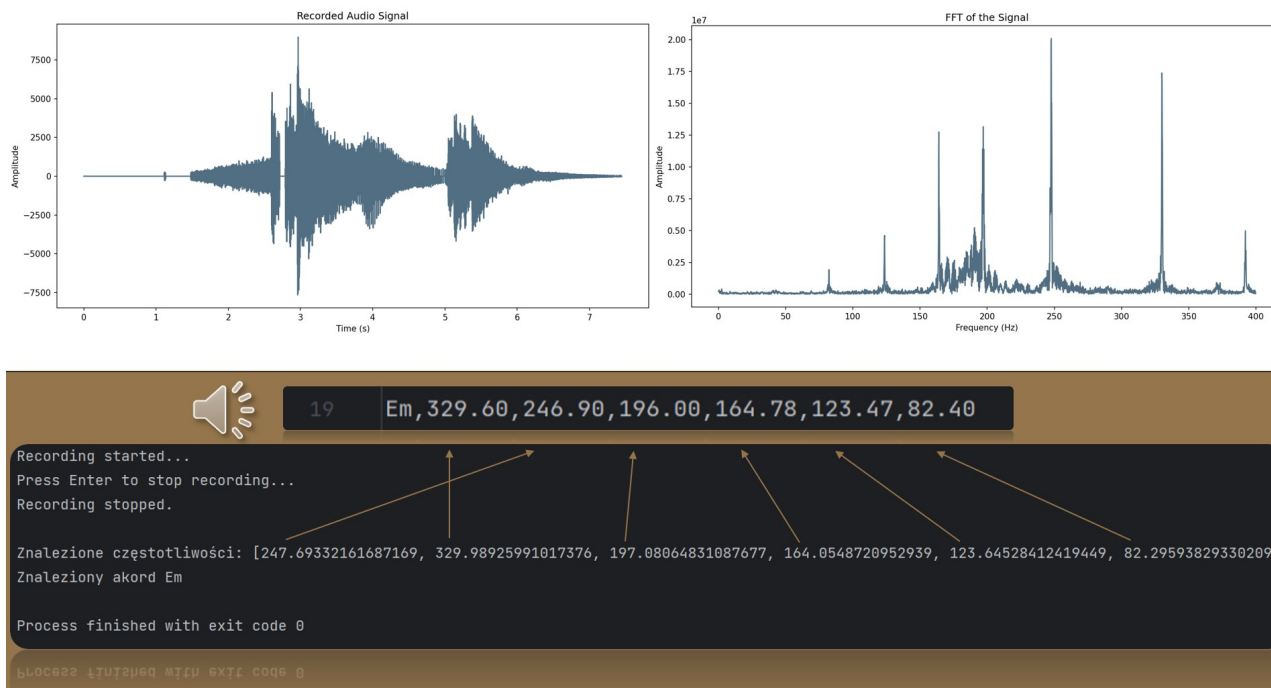 Recorded Audio Signal
7500
5000
2500
0
−2500
−5000
−7500
Amplitude
0 1 2 3 4 5 6 7
Time (s)
FFT of the Signal
1e7
2.00
1.75
1.50
1.25
1.00
0.75
0.50
0.25
0.00
Amplitude
0 50 100 150 200 250 300 350 400
Frequency (Hz)
19 Em,329.60,246.90,196.00,164.78,123.47,82.40
Recording started...
Press Enter to stop recording...
Recording stopped.
Znalezione częstotliwości: [247.69332161687169, 329.98925991017376, 197.08064831087677, 164.0548720952939, 123.64528412419449, 82.29593829330209
Znaleziony akord Em
Process finished with exit code 0